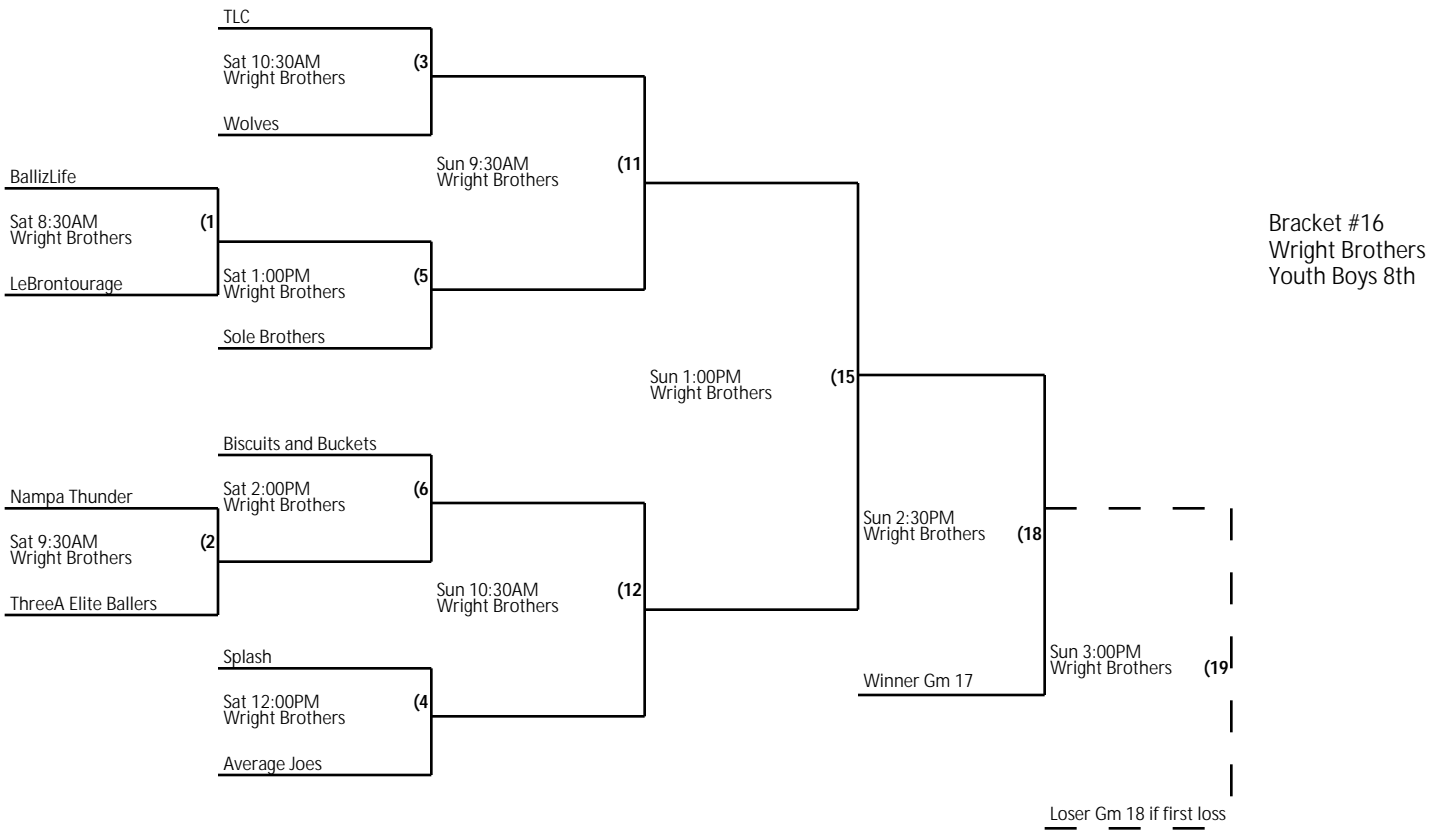 TLC
Sat 10:30AM (3
Wright Brothers
Wolves
BallizLife
Sat 8:30AM (1
Wright Brothers
LeBrontourage
Sat 1:00PM (5
Wright Brothers
Sole Brothers
Sun 9:30AM (11
Wright Brothers
Biscuits and Buckets
Sat 2:00PM (6
Wright Brothers
Nampa Thunder
Sat 9:30AM (2
Wright Brothers
ThreeA Elite Ballers
Sun 10:30AM (12
Wright Brothers
Splash
Sat 12:00PM (4
Wright Brothers
Average Joes
Sun 1:00PM (15
Wright Brothers
Sun 2:30PM
Wright Brothers (18
Winner Gm 17
Sun 3:00PM
Wright Brothers (19
Loser Gm 18 if first loss
Bracket #16
Wright Brothers
Youth Boys 8th